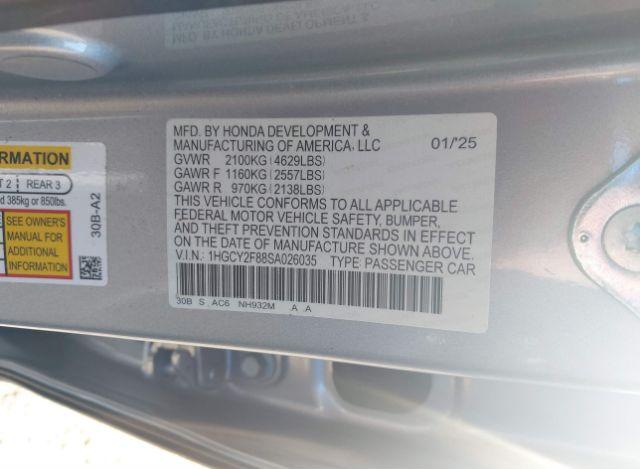 MFD. BY HONDA DEVELOPMENT &
MANUFACTURING OF AMERICA, LLC 01/'25
GVWR 2100KG(4629LBS)
GAWR F 1160KG(2557LBS)
GAWR R 970KG(2138LBS)
THIS VEHICLE CONFORMS TO ALL APPLICABLE
FEDERAL MOTOR VEHICLE SAFETY, BUMPER,
AND THEFT PREVENTION STANDARDS IN EFFECT
ON THE DATE OF MANUFACTURE SHOWN ABOVE.
V.I.N.: 1HGCY2F88SA026035 TYPE: PASSENGER CAR
30B S AC6 NH932M A A
ORMATION
2 REAR 3
385kg or 850lbs.
SEE OWNER'S
MANUAL FOR
ADDITIONAL
INFORMATION
30B-A2